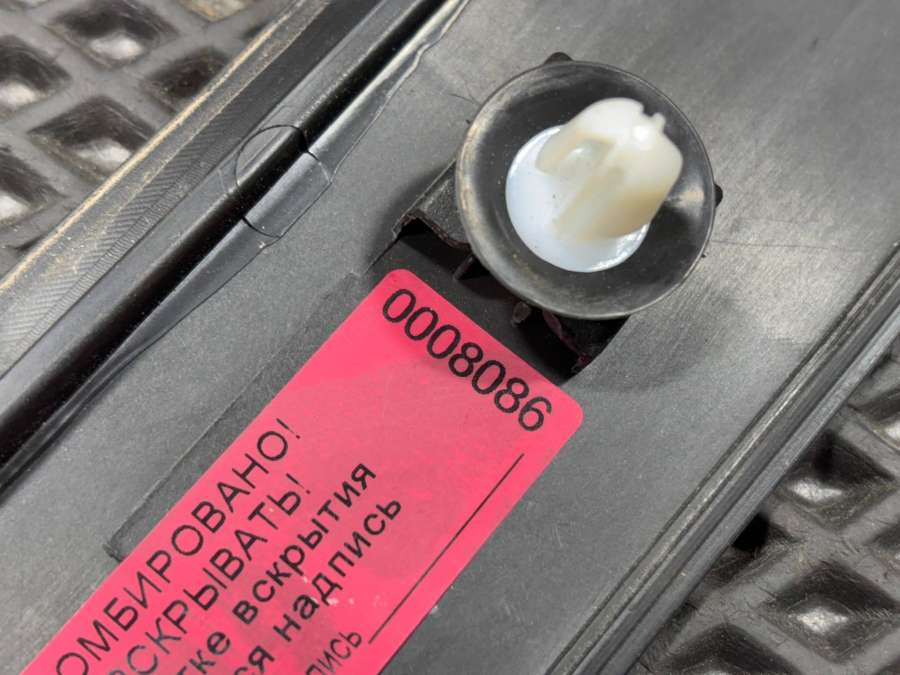 0008086
ОМБИРОВАНО!
ВСКРЫВАТЬ!
тке вскрытия
ся надпись
пись